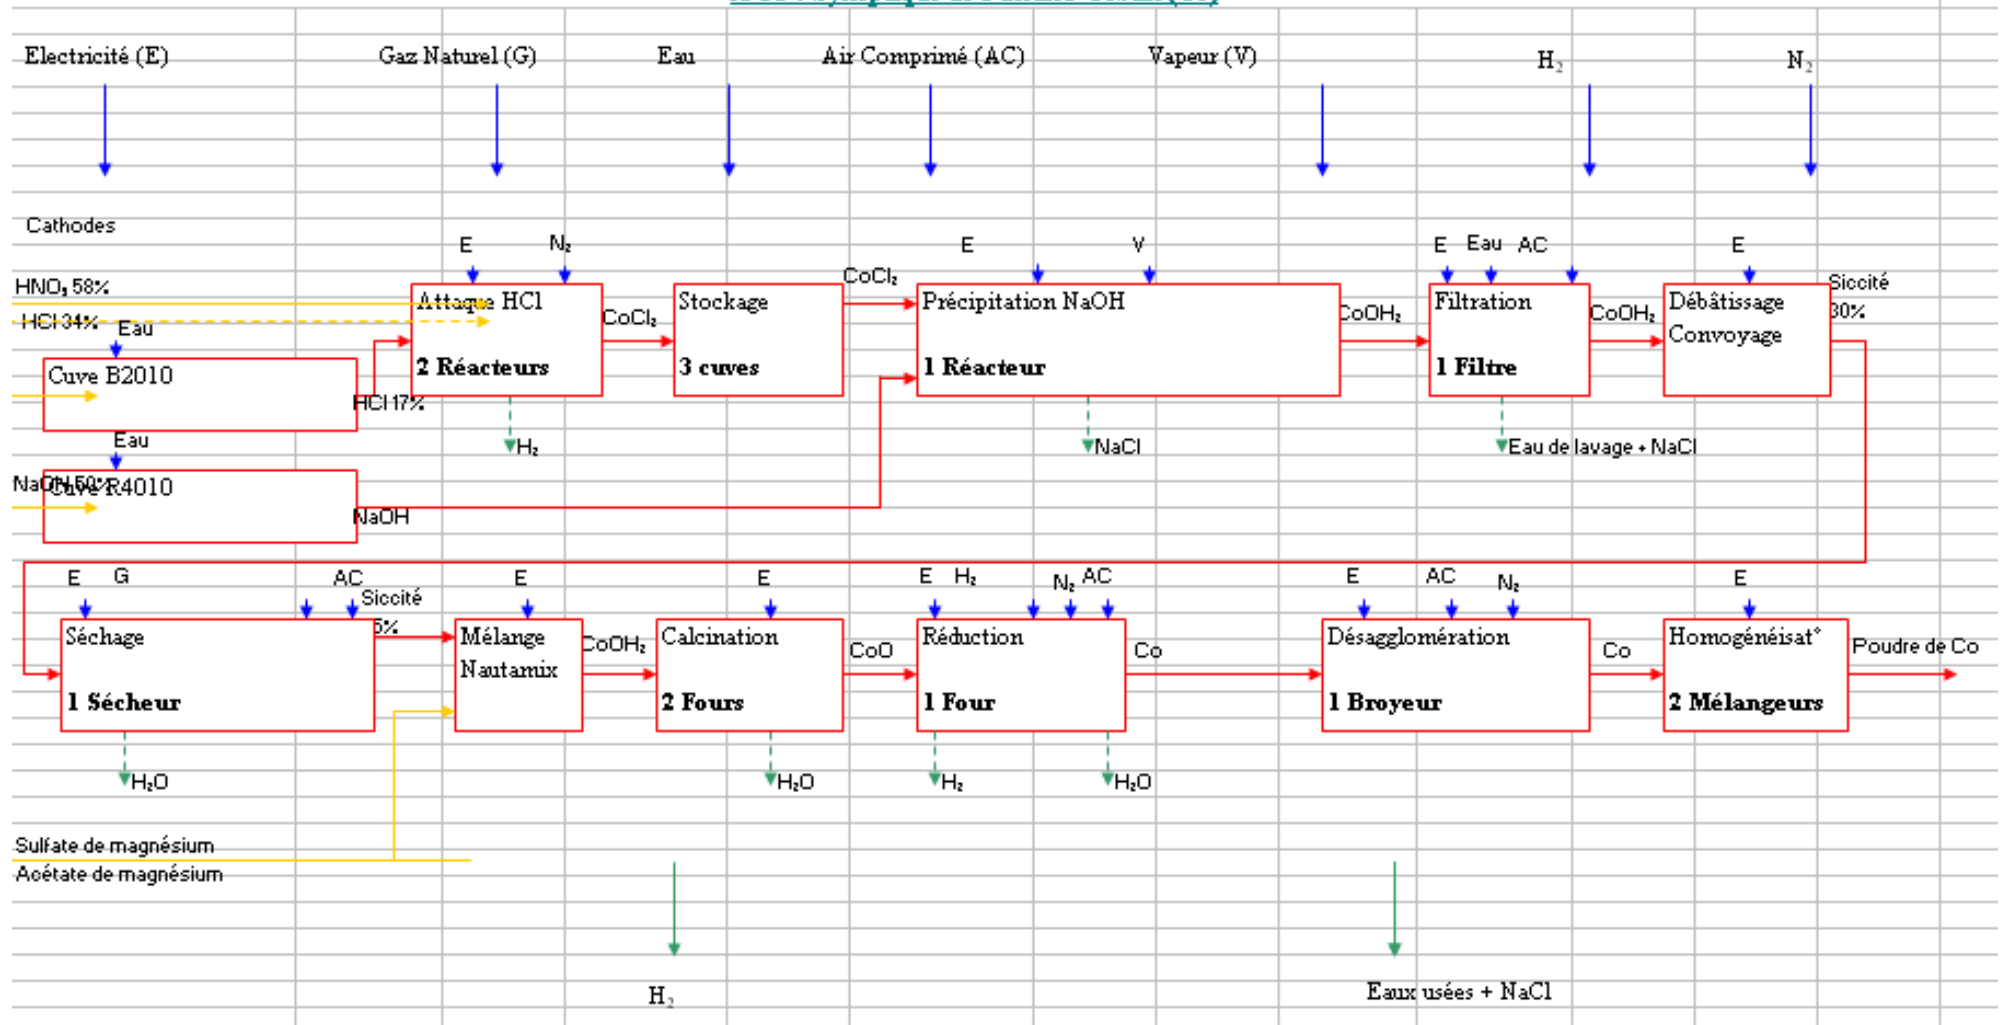 Electricité (E) Gaz Naturel (G) Eau Air Comprimé (AC) Vapeur (V) H₂ N₂
Cathodes
E N₂ E V E Eau AC E
HNO₃ 58%
HCl 34%
Eau
Cuve B2010
HCl 17%
Attaque HCl
2 Réacteurs
H₂
CoCl₂
Stockage
3 cuves
CoCl₂
Précipitation NaOH
1 Réacteur
NaCl
CoOH₂
Filtration
1 Filtre
Eau de lavage + NaCl
CoOH₂
Débâtissage
Convoyage
Siccité
30%
Eau
NaOH 50%
Cuve R4010
NaOH
E G AC E E E H₂ N₂ AC E AC N₂ E
Séchage
1 Sécheur
H₂O
Siccité
5%
Mélange
Nautamix
CoOH₂
Calcination
2 Fours
H₂O
CoO
Réduction
1 Four
H₂ H₂O
Co
Désagglomération
1 Broyeur
Co
Homogénéisat°
2 Mélangeurs
Poudre de Co
Sulfate de magnésium
Acétate de magnésium
H₂ Eaux usées + NaCl